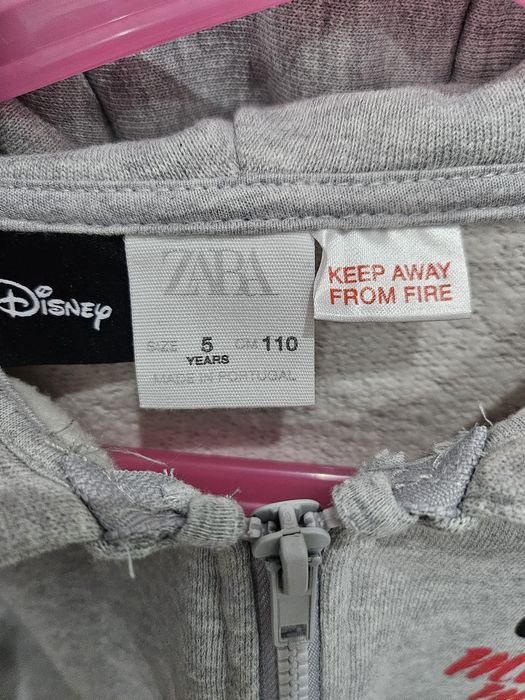 Disney
ZARA
SIZE 5 CM 110
YEARS
MADE IN PORTUGAL
KEEP AWAY
FROM FIRE